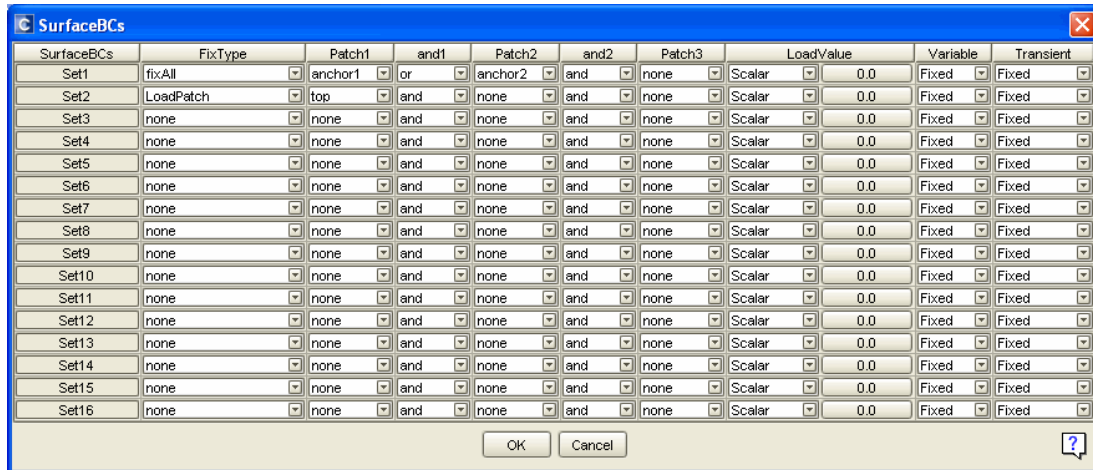 C SurfaceBCs
SurfaceBCs FixType Patch1 and1 Patch2 and2 Patch3 LoadValue Variable Transient
Set1 fixAll anchor1 or anchor2 and none Scalar 0.0 Fixed Fixed
Set2 LoadPatch top and none and none Scalar 0.0 Fixed Fixed
Set3 none none and none and none Scalar 0.0 Fixed Fixed
Set4 none none and none and none Scalar 0.0 Fixed Fixed
Set5 none none and none and none Scalar 0.0 Fixed Fixed
Set6 none none and none and none Scalar 0.0 Fixed Fixed
Set7 none none and none and none Scalar 0.0 Fixed Fixed
Set8 none none and none and none Scalar 0.0 Fixed Fixed
Set9 none none and none and none Scalar 0.0 Fixed Fixed
Set10 none none and none and none Scalar 0.0 Fixed Fixed
Set11 none none and none and none Scalar 0.0 Fixed Fixed
Set12 none none and none and none Scalar 0.0 Fixed Fixed
Set13 none none and none and none Scalar 0.0 Fixed Fixed
Set14 none none and none and none Scalar 0.0 Fixed Fixed
Set15 none none and none and none Scalar 0.0 Fixed Fixed
Set16 none none and none and none Scalar 0.0 Fixed Fixed
OK Cancel ?